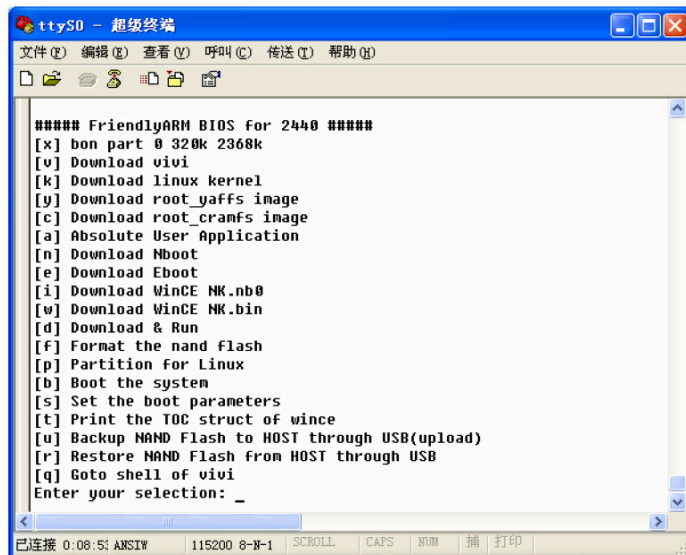 ttyS0 - 超级终端
文件(F) 编辑(E) 查看(V) 呼叫(C) 传送(T) 帮助(H)
##### FriendlyARM BIOS for 2440 #####
[x] bon part 0 320k 2368k
[v] Download vivi
[k] Download linux kernel
[y] Download root_yaffs image
[c] Download root_cramfs image
[a] Absolute User Application
[n] Download Nboot
[e] Download Eboot
[i] Download WinCE NK.nb0
[w] Download WinCE NK.bin
[d] Download & Run
[f] Format the nand flash
[p] Partition for Linux
[b] Boot the system
[s] Set the boot parameters
[t] Print the TOC struct of wince
[u] Backup NAND Flash to HOST through USB(upload)
[r] Restore NAND Flash from HOST through USB
[q] Goto shell of vivi
Enter your selection: _
已连接 0:08:53 ANSIW 115200 8-N-1 SCROLL CAPS NUM 捕 打印